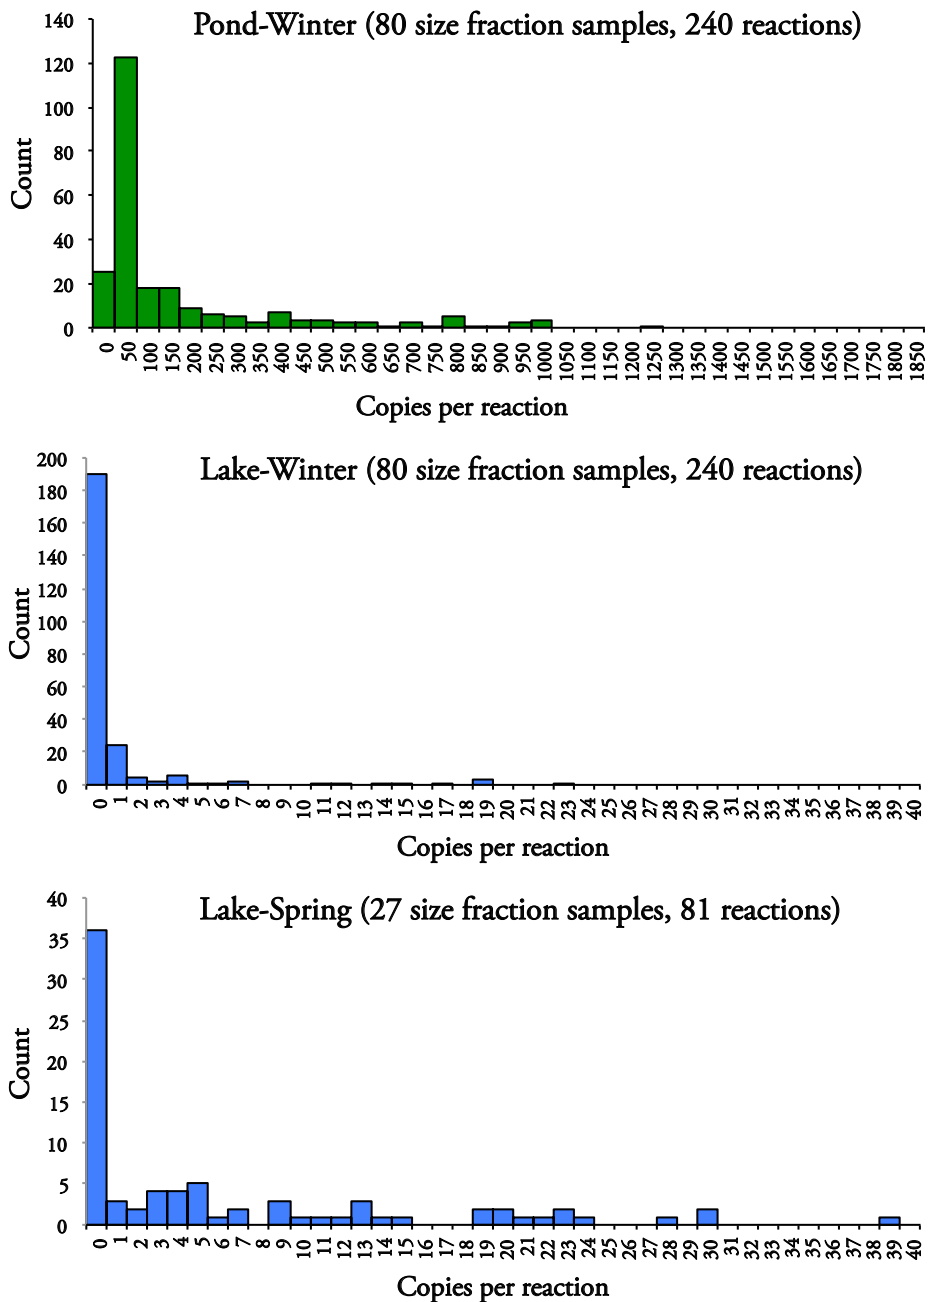 Pond-Winter (80 size fraction samples, 240 reactions)
Count
140
120
100
80
60
40
20
0
0 50 100 150 200 250 300 350 400 450 500 550 600 650 700 750 800 850 900 950 1000 1050 1100 1150 1200 1250 1300 1350 1400 1450 1500 1550 1600 1650 1700 1750 1800 1850
Copies per reaction
Lake-Winter (80 size fraction samples, 240 reactions)
Count
200
180
160
140
120
100
80
60
40
20
0
0 1 2 3 4 5 6 7 8 9 10 11 12 13 14 15 16 17 18 19 20 21 22 23 24 25 26 27 28 29 30 31 32 33 34 35 36 37 38 39 40
Copies per reaction
Lake-Spring (27 size fraction samples, 81 reactions)
Count
40
35
30
25
20
15
10
5
0
0 1 2 3 4 5 6 7 8 9 10 11 12 13 14 15 16 17 18 19 20 21 22 23 24 25 26 27 28 29 30 31 32 33 34 35 36 37 38 39 40
Copies per reaction